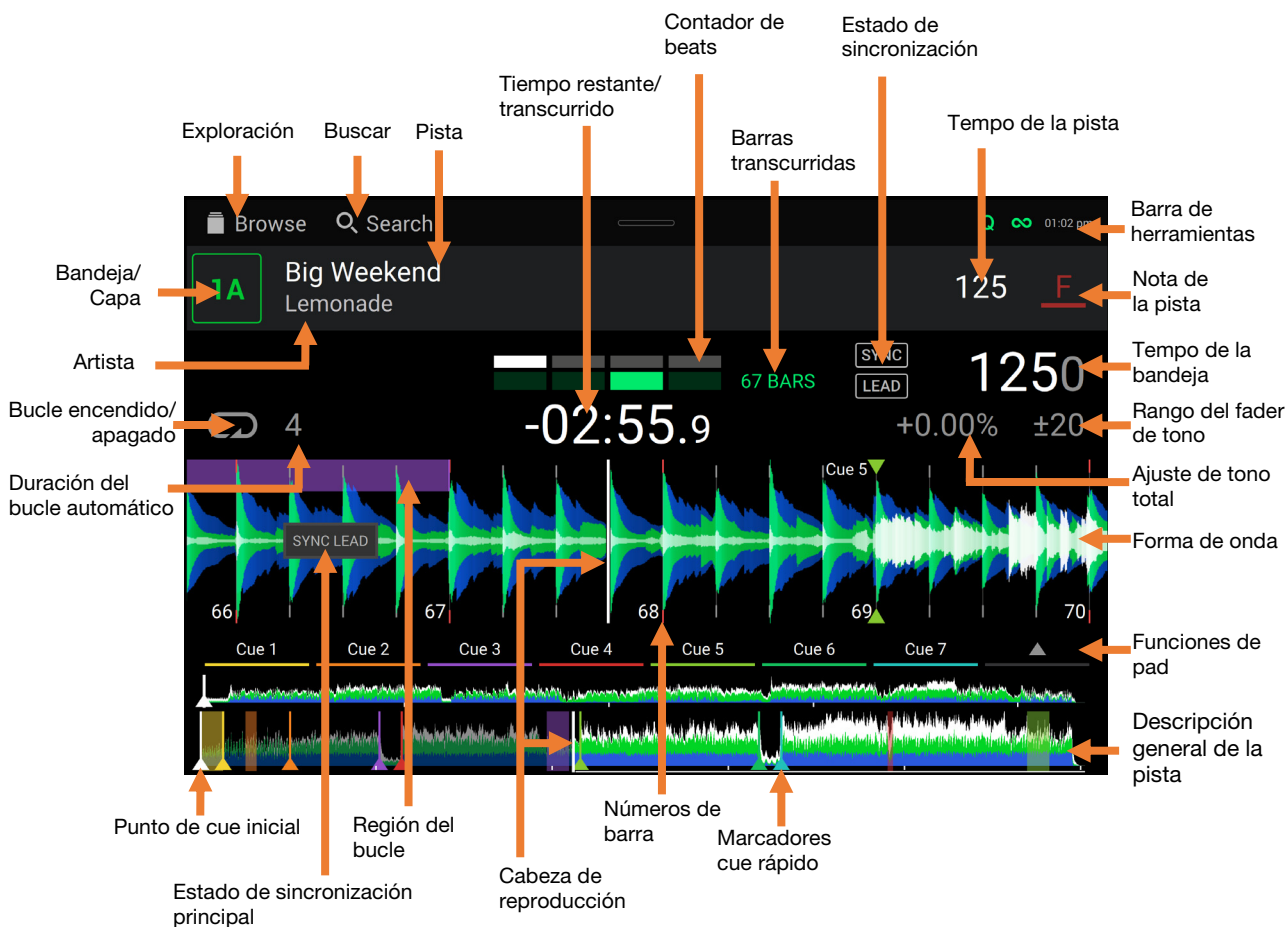 Contador de
beats
Estado de
sincronización
Tiempo restante/
transcurrido
Exploración
Buscar
Pista
Barras
transcurridas
Tempo de la pista
Browse
Search
01:02 pm
Barra de
herramientas
Bandeja/
Capa
1A
Big Weekend
Lemonade
125
F
Nota de
la pista
Artista
67 BARS
SYNC
LEAD
1250
Tempo de la
bandeja
Bucle encendido/
apagado
4
-02:55.9
+0.00%
±20
Rango del fader
de tono
Duración del
bucle automático
Cue 5
Ajuste de tono
total
SYNC LEAD
Forma de onda
66
67
68
69
70
Cue 1
Cue 2
Cue 3
Cue 4
Cue 5
Cue 6
Cue 7
Funciones de
pad
Descripción
general de la
pista
Punto de cue inicial
Región del
bucle
Números de
barra
Marcadores
cue rápido
Estado de sincronización
principal
Cabeza de
reproducción